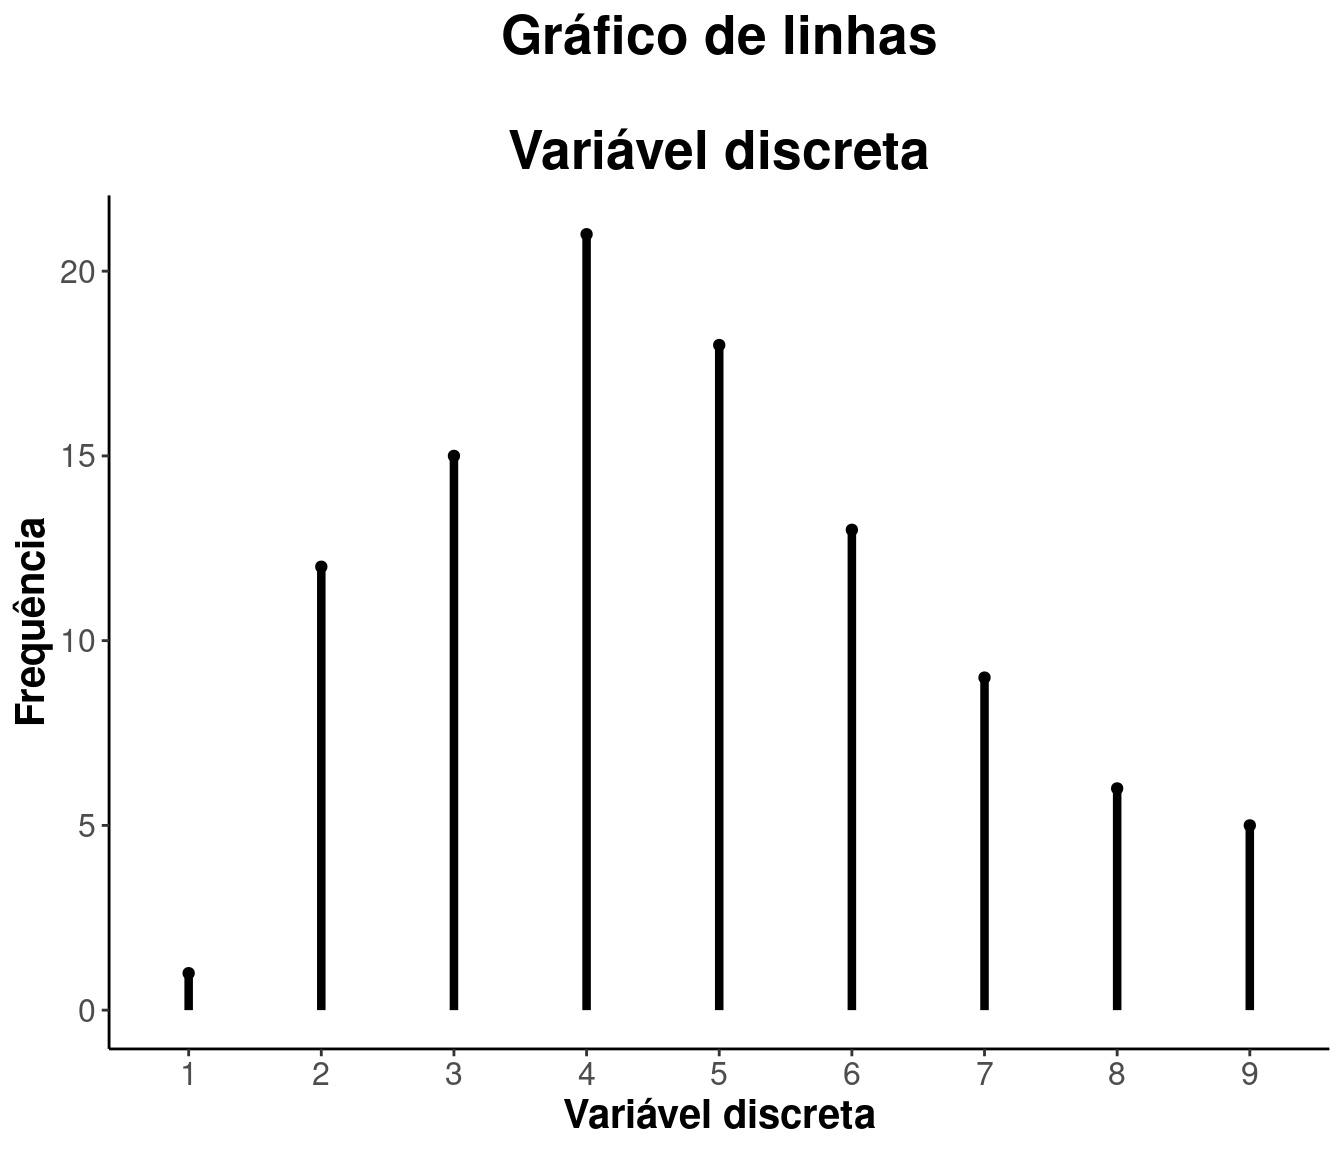 Gráfico de linhas
Variável discreta
20
15
10
5
0
Frequência
1 2 3 4 5 6 7 8 9
Variável discreta